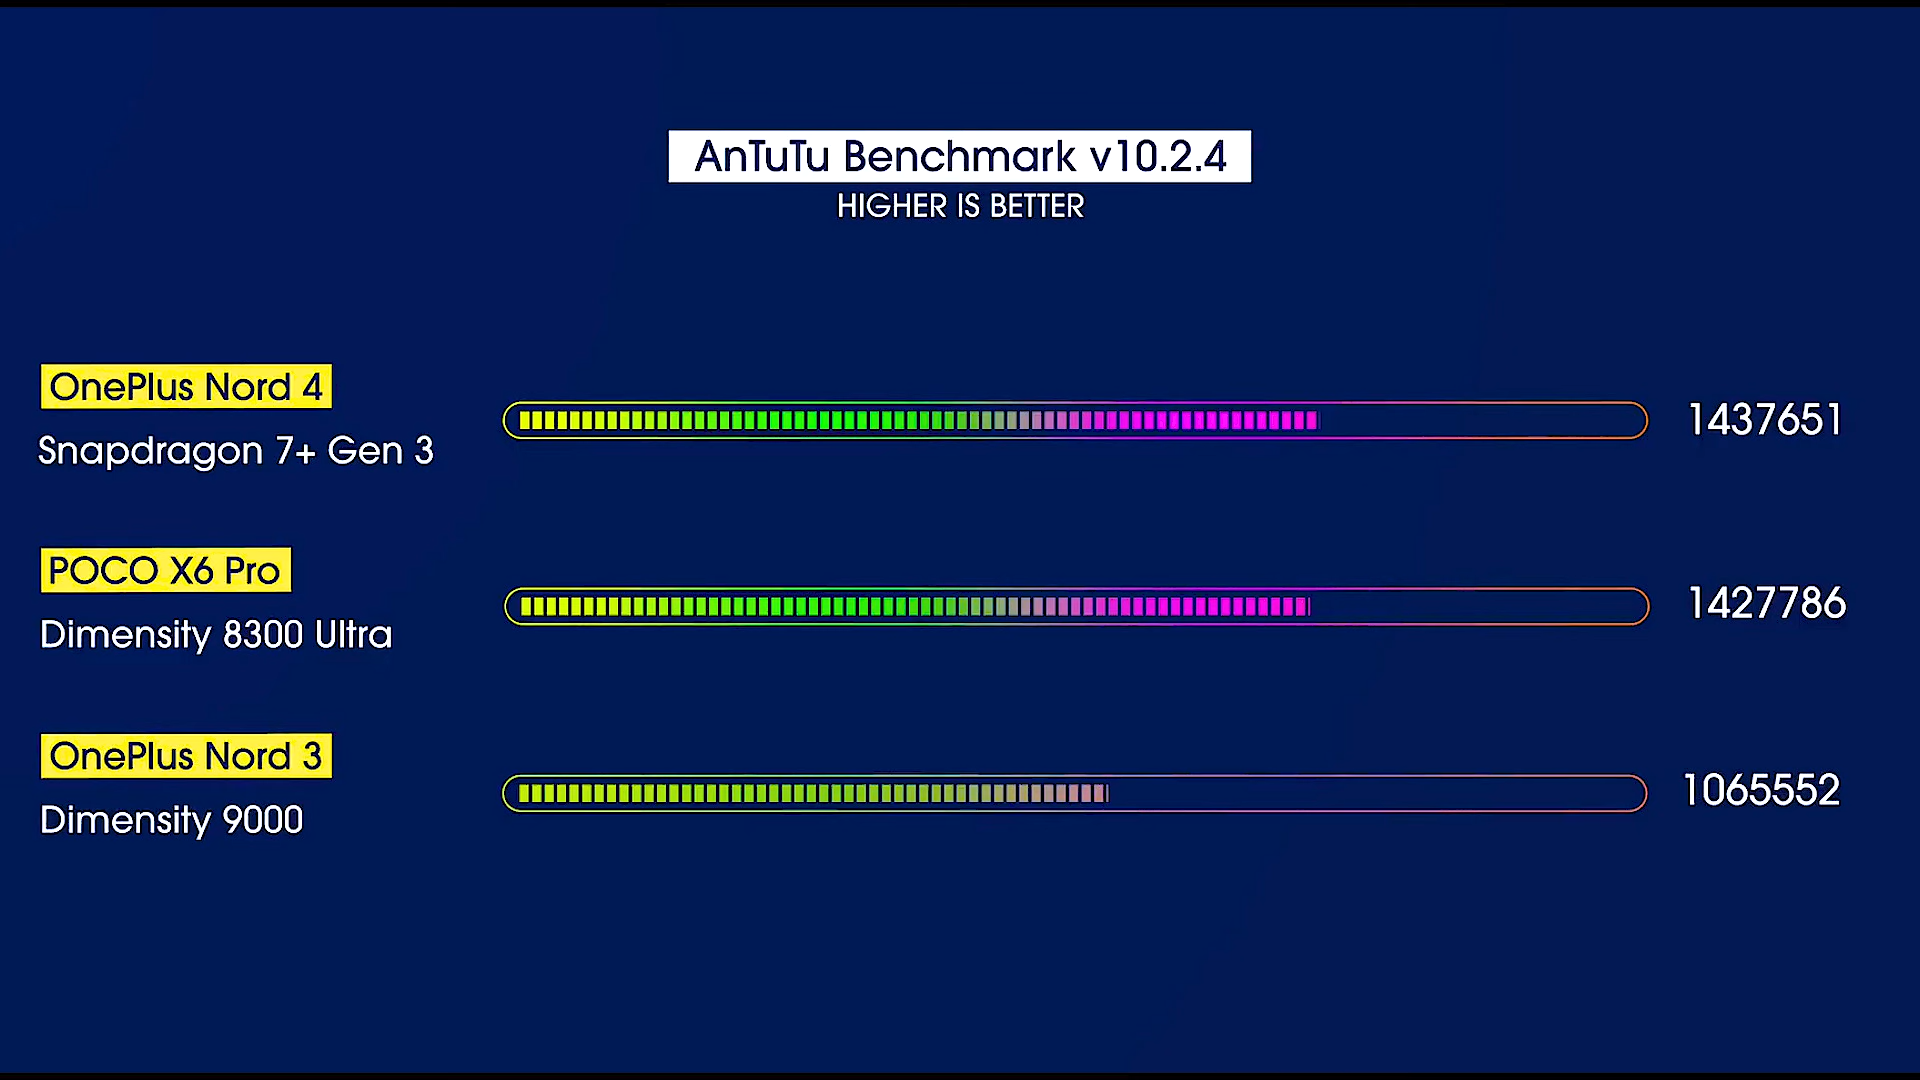 AnTuTu Benchmark v10.2.4
HIGHER IS BETTER
OnePlus Nord 4
Snapdragon 7+ Gen 3
1437651
POCO X6 Pro
Dimensity 8300 Ultra
1427786
OnePlus Nord 3
Dimensity 9000
1065552